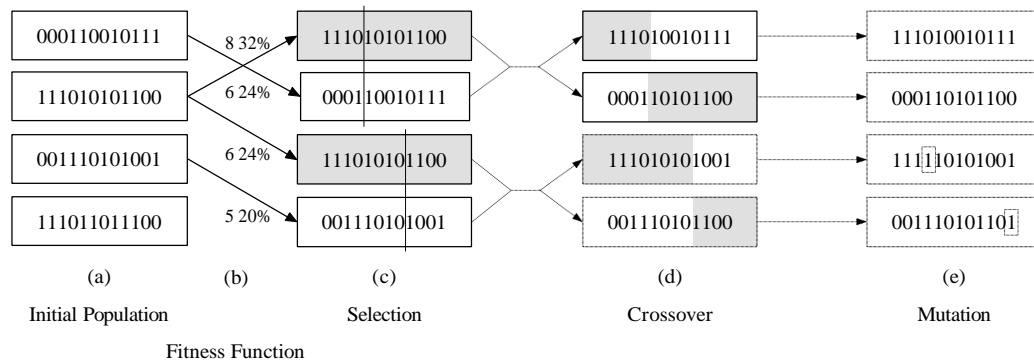 000110010111 8 32% 111010101100 111010010111 111010010111
111010101100 6 24% 000110010111 000110101100 000110101100
001110101001 6 24% 111010101100 111010101001 111110101001
111011011100 5 20% 001110101001 001110101100 001110101101
(a) (b) (c) (d) (e)
Initial Population Selection Crossover Mutation
Fitness Function